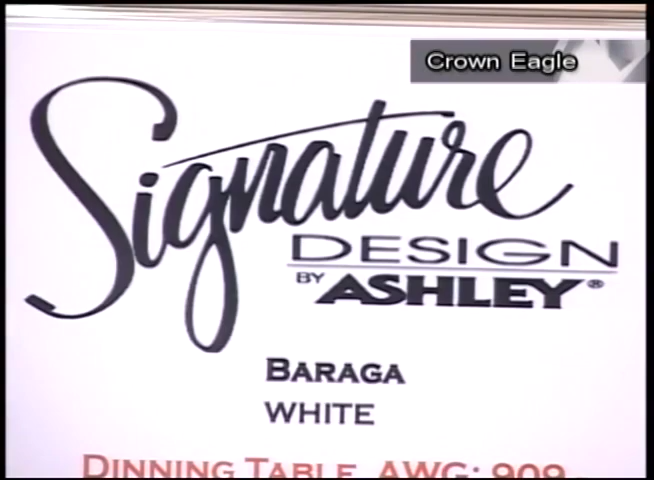 Crown Eagle
Signature
DESIGN
BY ASHLEY®
BARAGA
WHITE
DINNING TABLE AWG: 909